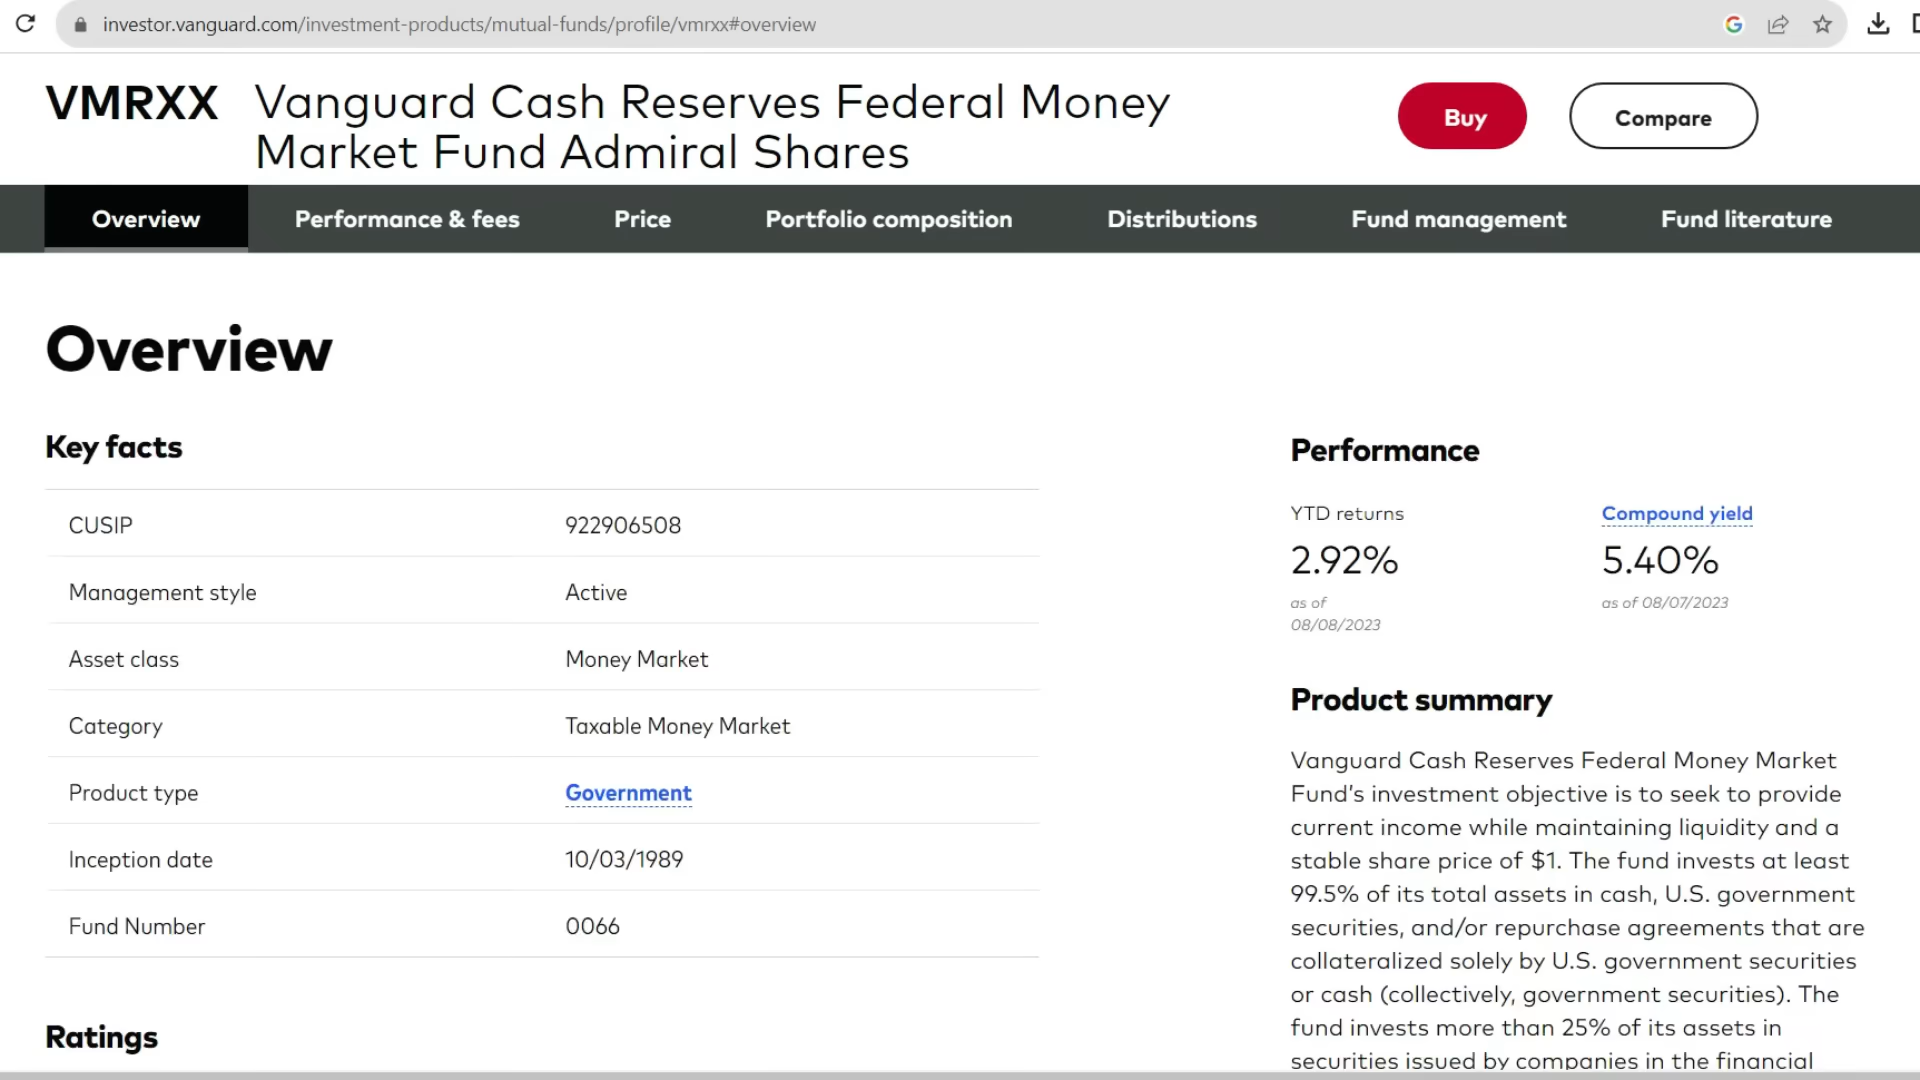 investor.vanguard.com/investment-products/mutual-funds/profile/vmrxx#overview
VMRXX
Vanguard Cash Reserves Federal Money
Market Fund Admiral Shares
Buy
Compare
Overview
Performance & fees
Price
Portfolio composition
Distributions
Fund management
Fund literature
Overview
Key facts
CUSIP
922906508
Management style
Active
Asset class
Money Market
Category
Taxable Money Market
Product type
Government
Inception date
10/03/1989
Fund Number
0066
Ratings
Performance
YTD returns
2.92%
as of
08/08/2023
Compound yield
5.40%
as of 08/07/2023
Product summary
Vanguard Cash Reserves Federal Money Market
Fund’s investment objective is to seek to provide
current income while maintaining liquidity and a
stable share price of $1. The fund invests at least
99.5% of its total assets in cash, U.S. government
securities, and/or repurchase agreements that are
collateralized solely by U.S. government securities
or cash (collectively, government securities). The
fund invests more than 25% of its assets in
securities issued by companies in the financial